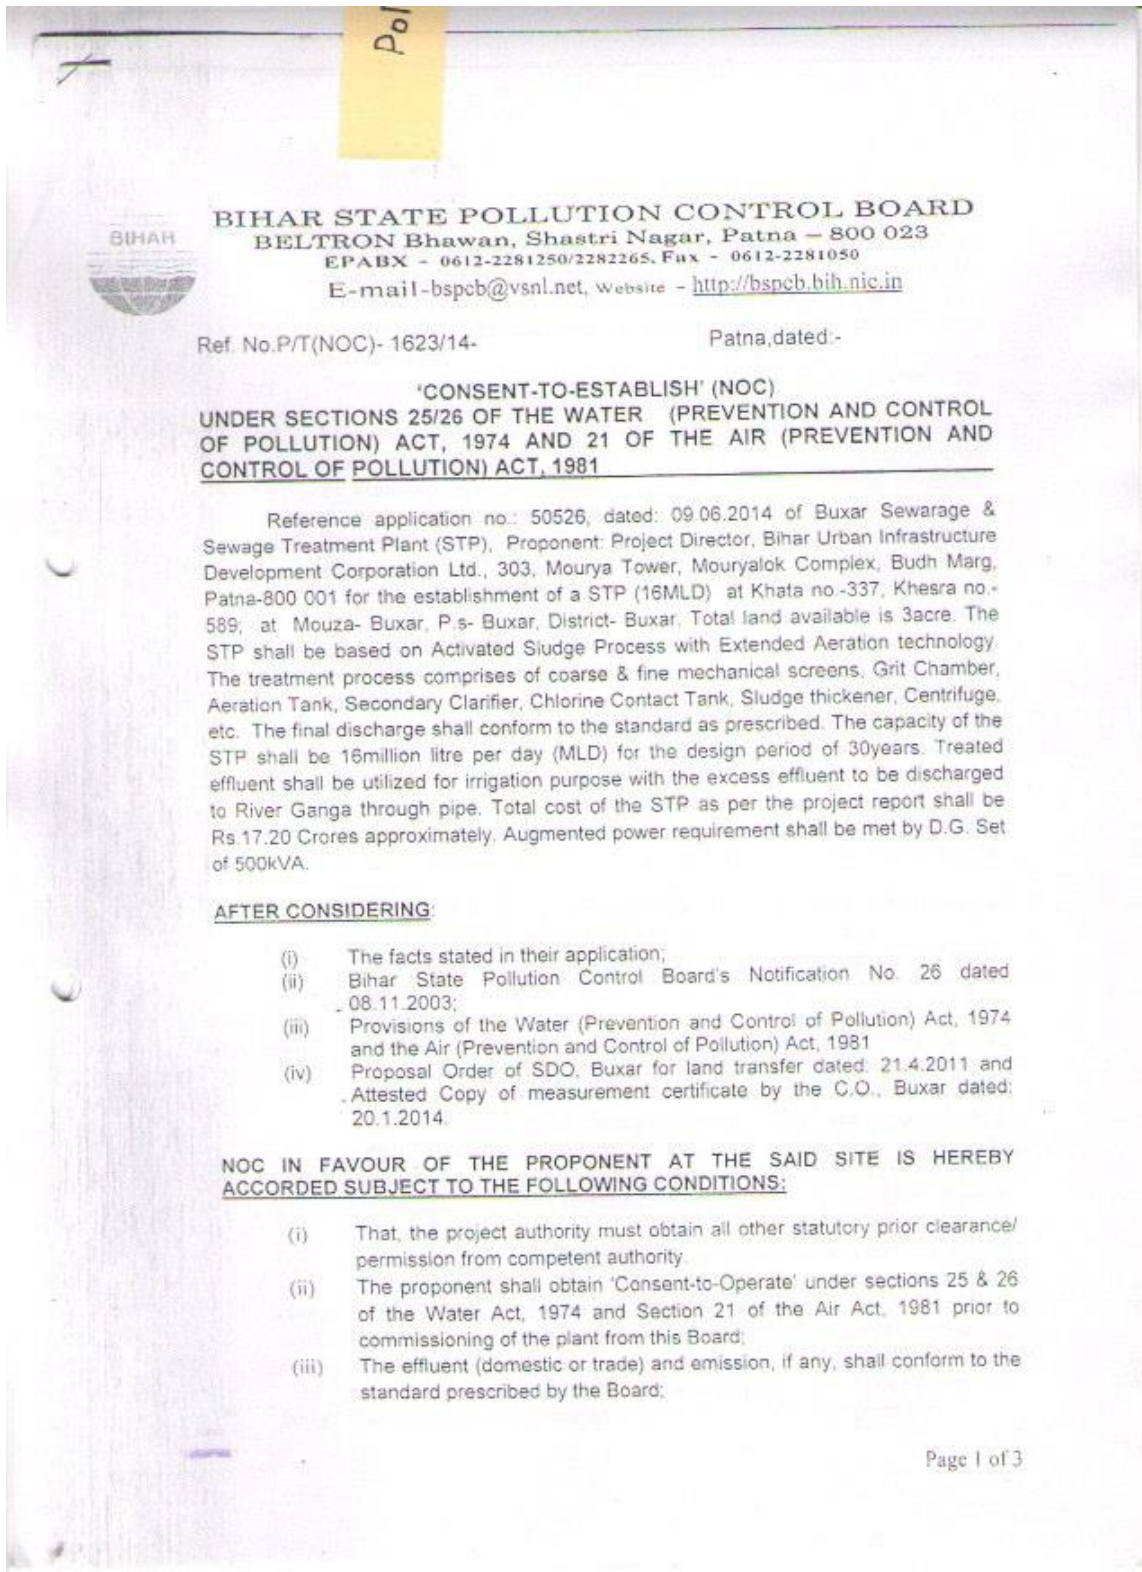 Pol
BIHAR
BIHAR STATE POLLUTION CONTROL BOARD
BELTRON Bhawan, Shastri Nagar, Patna – 800 023
EPABX - 0612-2281250/2282265, Fax - 0612-2281050
E-mail-bspcb@vsnl.net, Website - http://bspcb.bih.nic.in
Ref. No.P/T(NOC)- 1623/14-
Patna,dated:-
'CONSENT-TO-ESTABLISH' (NOC)
UNDER SECTIONS 25/26 OF THE WATER (PREVENTION AND CONTROL
OF POLLUTION) ACT, 1974 AND 21 OF THE AIR (PREVENTION AND
CONTROL OF POLLUTION) ACT, 1981
Reference application no.: 50526, dated: 09.06.2014 of Buxar Sewarage &
Sewage Treatment Plant (STP), Proponent: Project Director, Bihar Urban Infrastructure
Development Corporation Ltd., 303, Mourya Tower, Mouryalok Complex, Budh Marg,
Patna-800 001 for the establishment of a STP (16MLD) at Khata no.-337, Khesra no.-
589; at Mouza- Buxar, P.s- Buxar, District- Buxar. Total land available is 3acre. The
STP shall be based on Activated Sludge Process with Extended Aeration technology.
The treatment process comprises of coarse & fine mechanical screens, Grit Chamber,
Aeration Tank, Secondary Clarifier, Chlorine Contact Tank, Sludge thickener, Centrifuge,
etc. The final discharge shall conform to the standard as prescribed. The capacity of the
STP shall be 16million litre per day (MLD) for the design period of 30years. Treated
effluent shall be utilized for irrigation purpose with the excess effluent to be discharged
to River Ganga through pipe. Total cost of the STP as per the project report shall be
Rs.17.20 Crores approximately. Augmented power requirement shall be met by D.G. Set
of 500kVA.
AFTER CONSIDERING:
(i) The facts stated in their application;
(ii) Bihar State Pollution Control Board's Notification No. 26 dated
08.11.2003;
(iii) Provisions of the Water (Prevention and Control of Pollution) Act, 1974
and the Air (Prevention and Control of Pollution) Act, 1981
(iv) Proposal Order of SDO, Buxar for land transfer dated: 21.4.2011 and
Attested Copy of measurement certificate by the C.O., Buxar dated:
20.1.2014.
NOC IN FAVOUR OF THE PROPONENT AT THE SAID SITE IS HEREBY
ACCORDED SUBJECT TO THE FOLLOWING CONDITIONS:
(i) That, the project authority must obtain all other statutory prior clearance/
permission from competent authority.
(ii) The proponent shall obtain 'Consent-to-Operate' under sections 25 & 26
of the Water Act, 1974 and Section 21 of the Air Act, 1981 prior to
commissioning of the plant from this Board;
(iii) The effluent (domestic or trade) and emission, if any, shall conform to the
standard prescribed by the Board;
Page 1 of 3